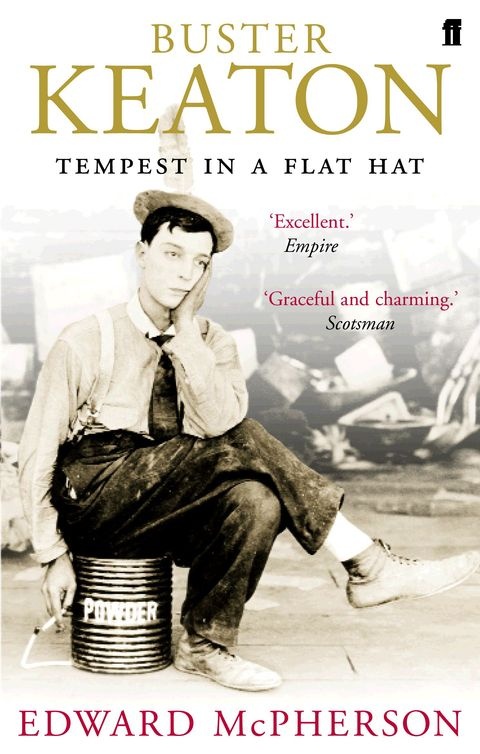 BUSTER
ff
KEATON
TEMPEST IN A FLAT HAT
‘Excellent.’
Empire
‘Graceful and charming.’
Scotsman
POWDER
EDWARD McPHERSON